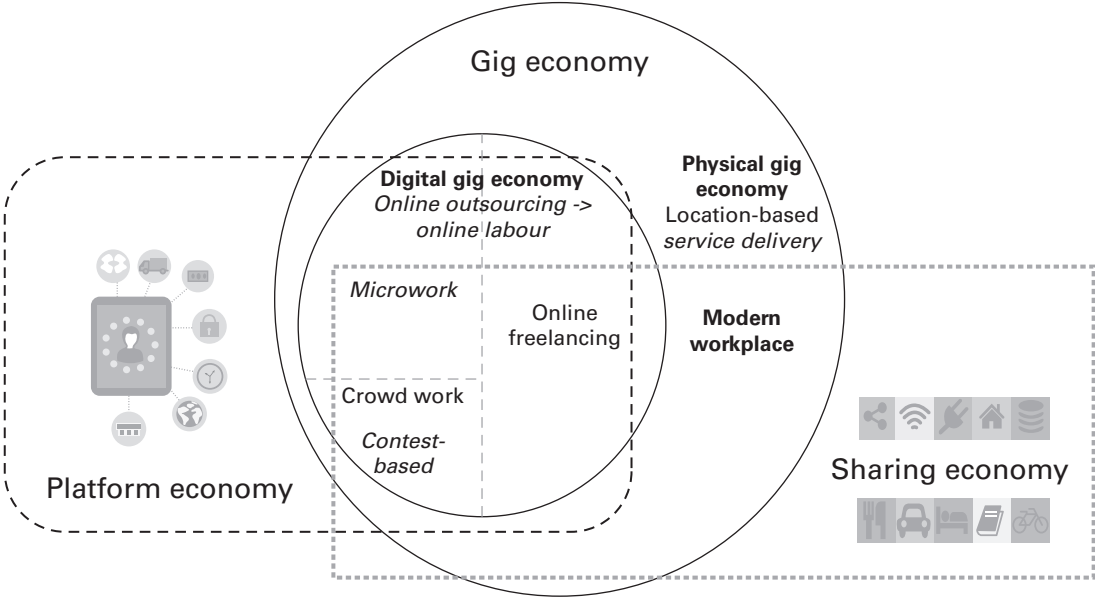 Gig economy
Digital gig economy
Online outsourcing ->
online labour
Physical gig
economy
Location-based
service delivery
Microwork
Online
freelancing
Modern
workplace
Crowd work
Contest-
based
Platform economy
Sharing economy